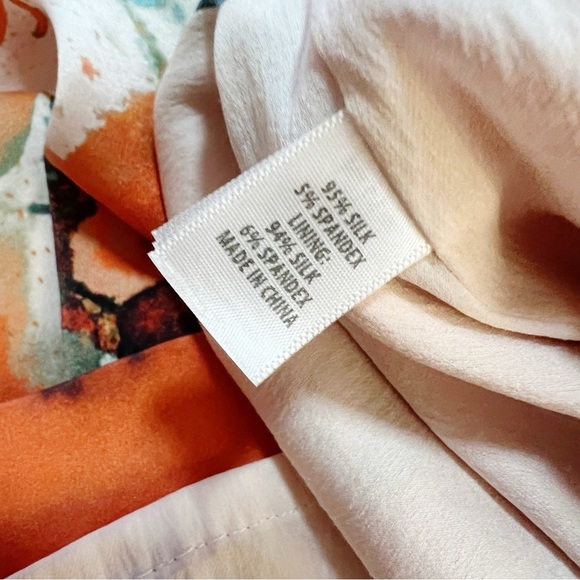 95% SILK
5% SPANDEX
LINING:
94% SILK
6% SPANDEX
MADE IN CHINA